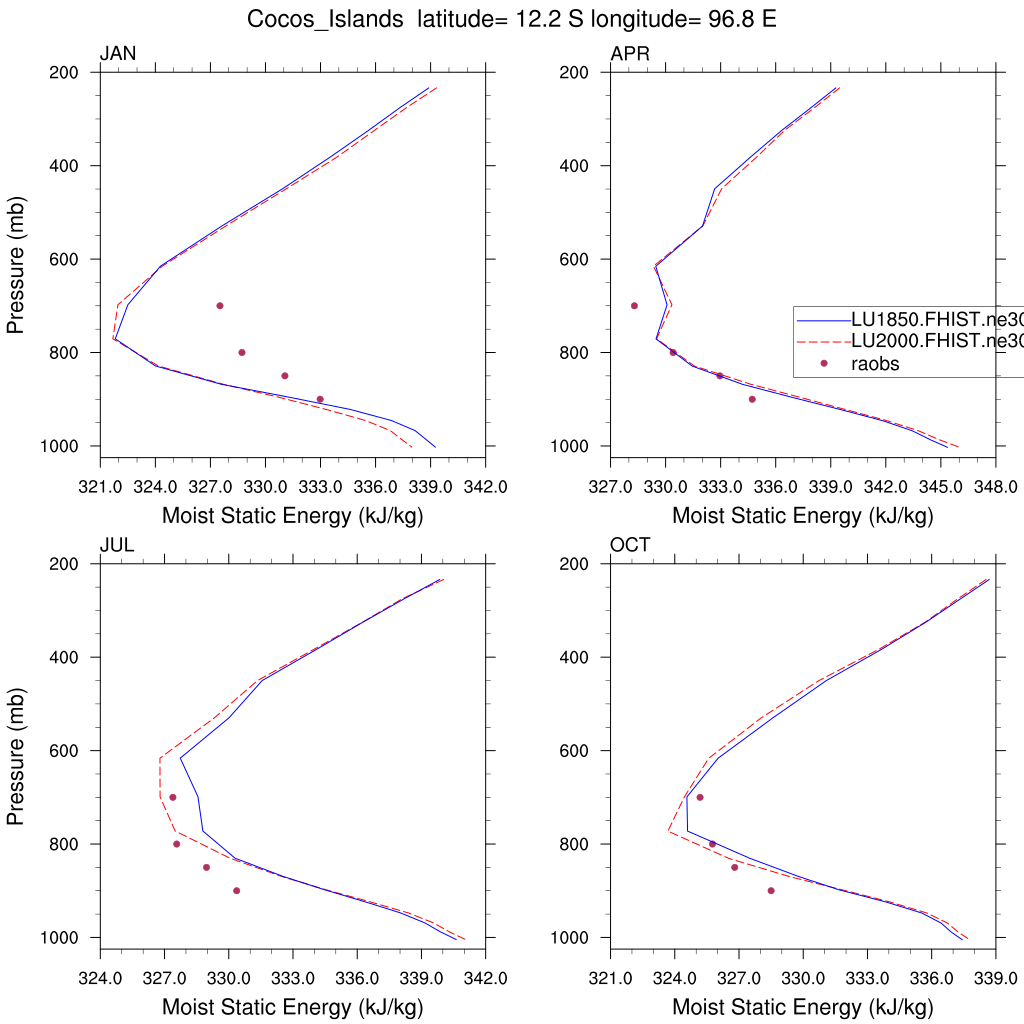 Cocos_Islands  latitude= 12.2 S longitude= 96.8 E
JAN
200
400
600
800
1000
Pressure (mb)
321.0 324.0 327.0 330.0 333.0 336.0 339.0 342.0
Moist Static Energy (kJ/kg)
APR
200
400
600
800
1000
327.0 330.0 333.0 336.0 339.0 342.0 345.0 348.0
Moist Static Energy (kJ/kg)
LU1850.FHIST.ne30
LU2000.FHIST.ne30
raobs
JUL
200
400
600
800
1000
Pressure (mb)
324.0 327.0 330.0 333.0 336.0 339.0 342.0
Moist Static Energy (kJ/kg)
OCT
200
400
600
800
1000
321.0 324.0 327.0 330.0 333.0 336.0 339.0
Moist Static Energy (kJ/kg)